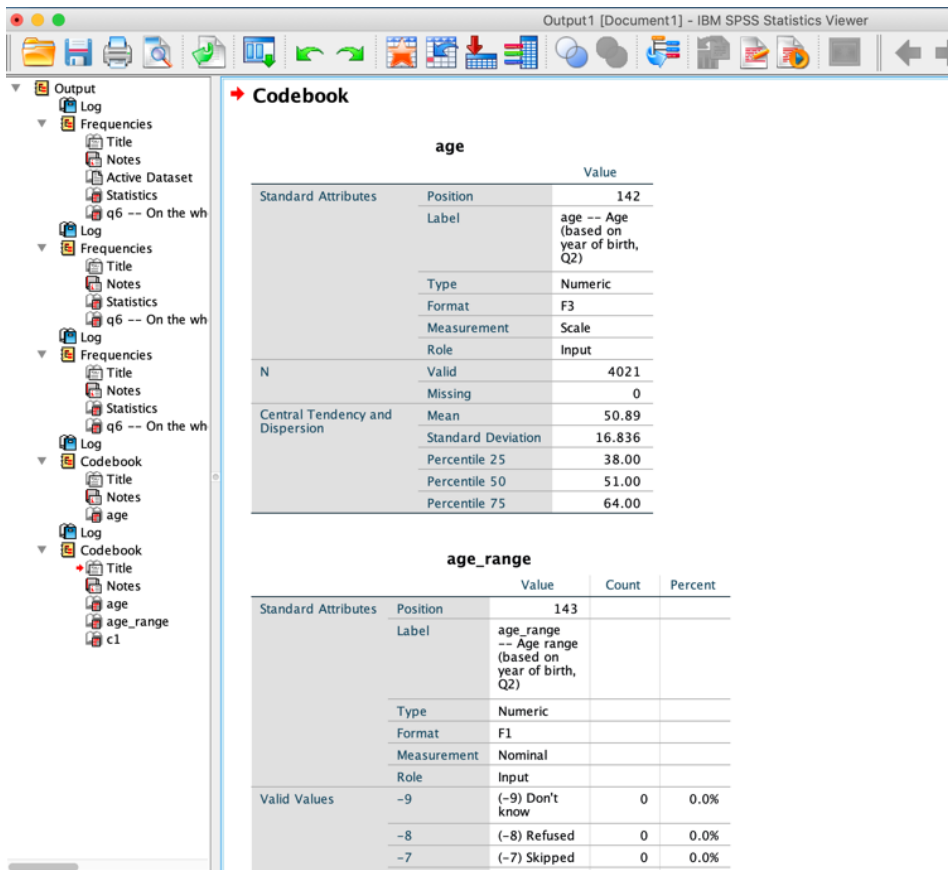 Output1 [Document1] - IBM SPSS Statistics Viewer
Output
Log
Frequencies
Title
Notes
Active Dataset
Statistics
q6 -- On the wh
Log
Frequencies
Title
Notes
Statistics
q6 -- On the wh
Log
Frequencies
Title
Notes
Statistics
q6 -- On the wh
Log
Codebook
Title
Notes
age
Log
Codebook
Title
Notes
age
age_range
c1
Codebook
age
Value
Standard Attributes Position 142
Label age -- Age
(based on
year of birth,
Q2)
Type Numeric
Format F3
Measurement Scale
Role Input
N Valid 4021
Missing 0
Central Tendency and Mean 50.89
Dispersion Standard Deviation 16.836
Percentile 25 38.00
Percentile 50 51.00
Percentile 75 64.00
age_range
Value Count Percent
Standard Attributes Position 143
Label age_range
-- Age range
(based on
year of birth,
Q2)
Type Numeric
Format F1
Measurement Nominal
Role Input
Valid Values -9 (-9) Don't 0 0.0%
know
-8 (-8) Refused 0 0.0%
-7 (-7) Skipped 0 0.0%